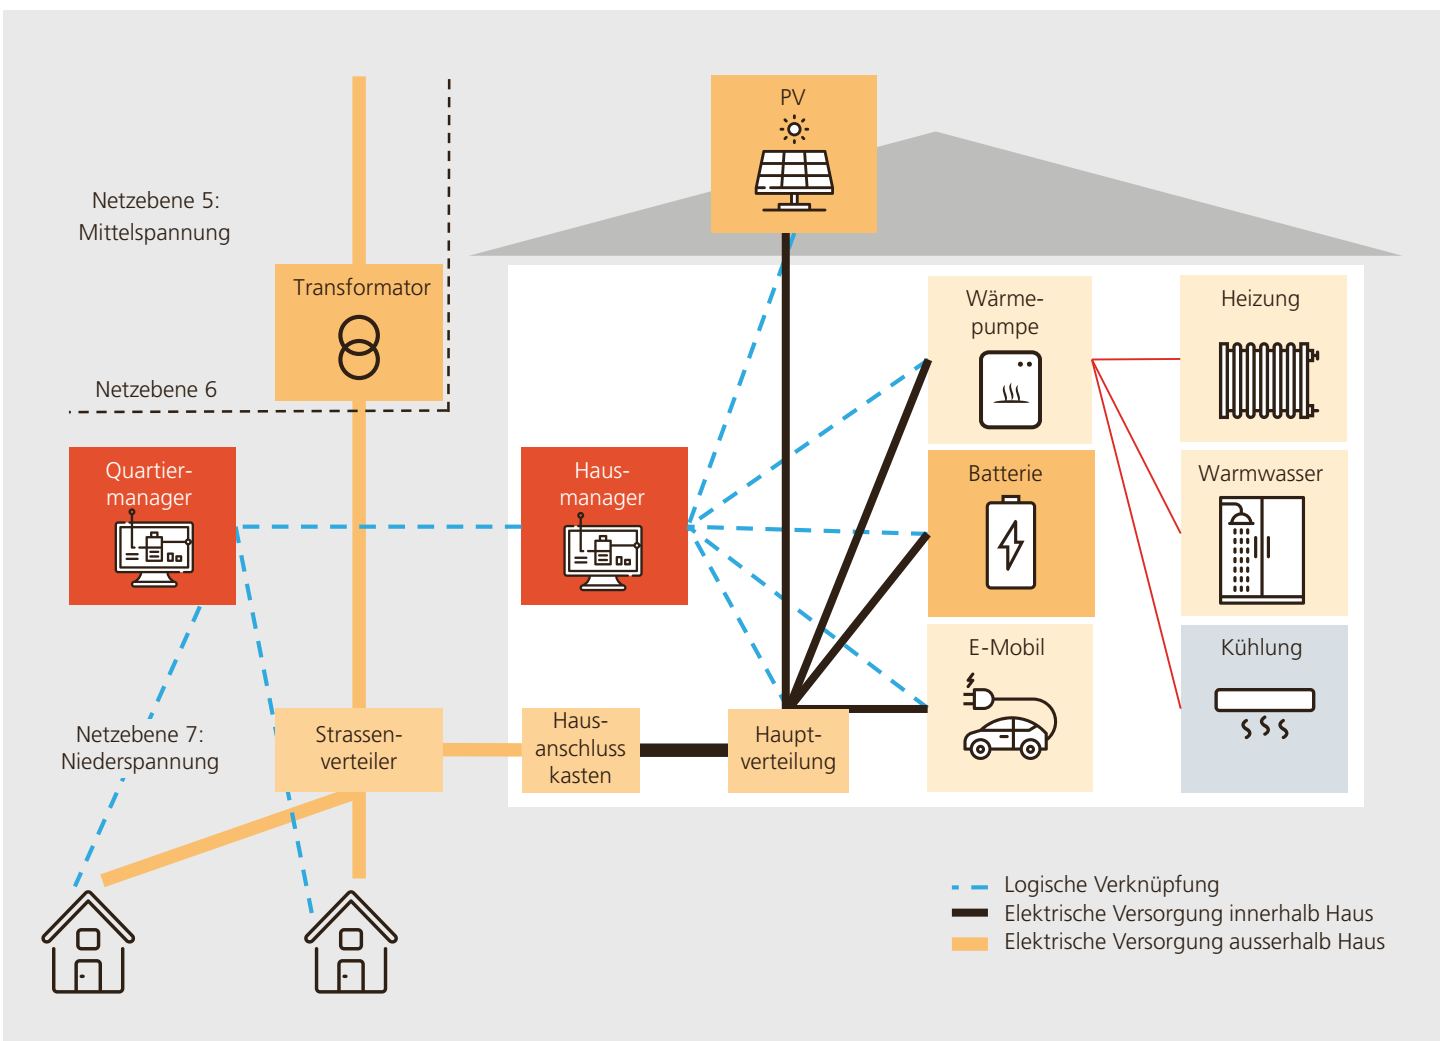 PV
Netzebene 5:
Mittelspannung
Transformator
Netzebene 6
Wärme-
pumpe
Heizung
Quartier-
manager
Haus-
manager
Batterie
Warmwasser
E-Mobil
Kühlung
Netzebene 7:
Niederspannung
Strassen-
verteiler
Haus-
anschluss
kasten
Haupt-
verteilung
Logische Verknüpfung
Elektrische Versorgung innerhalb Haus
Elektrische Versorgung ausserhalb Haus